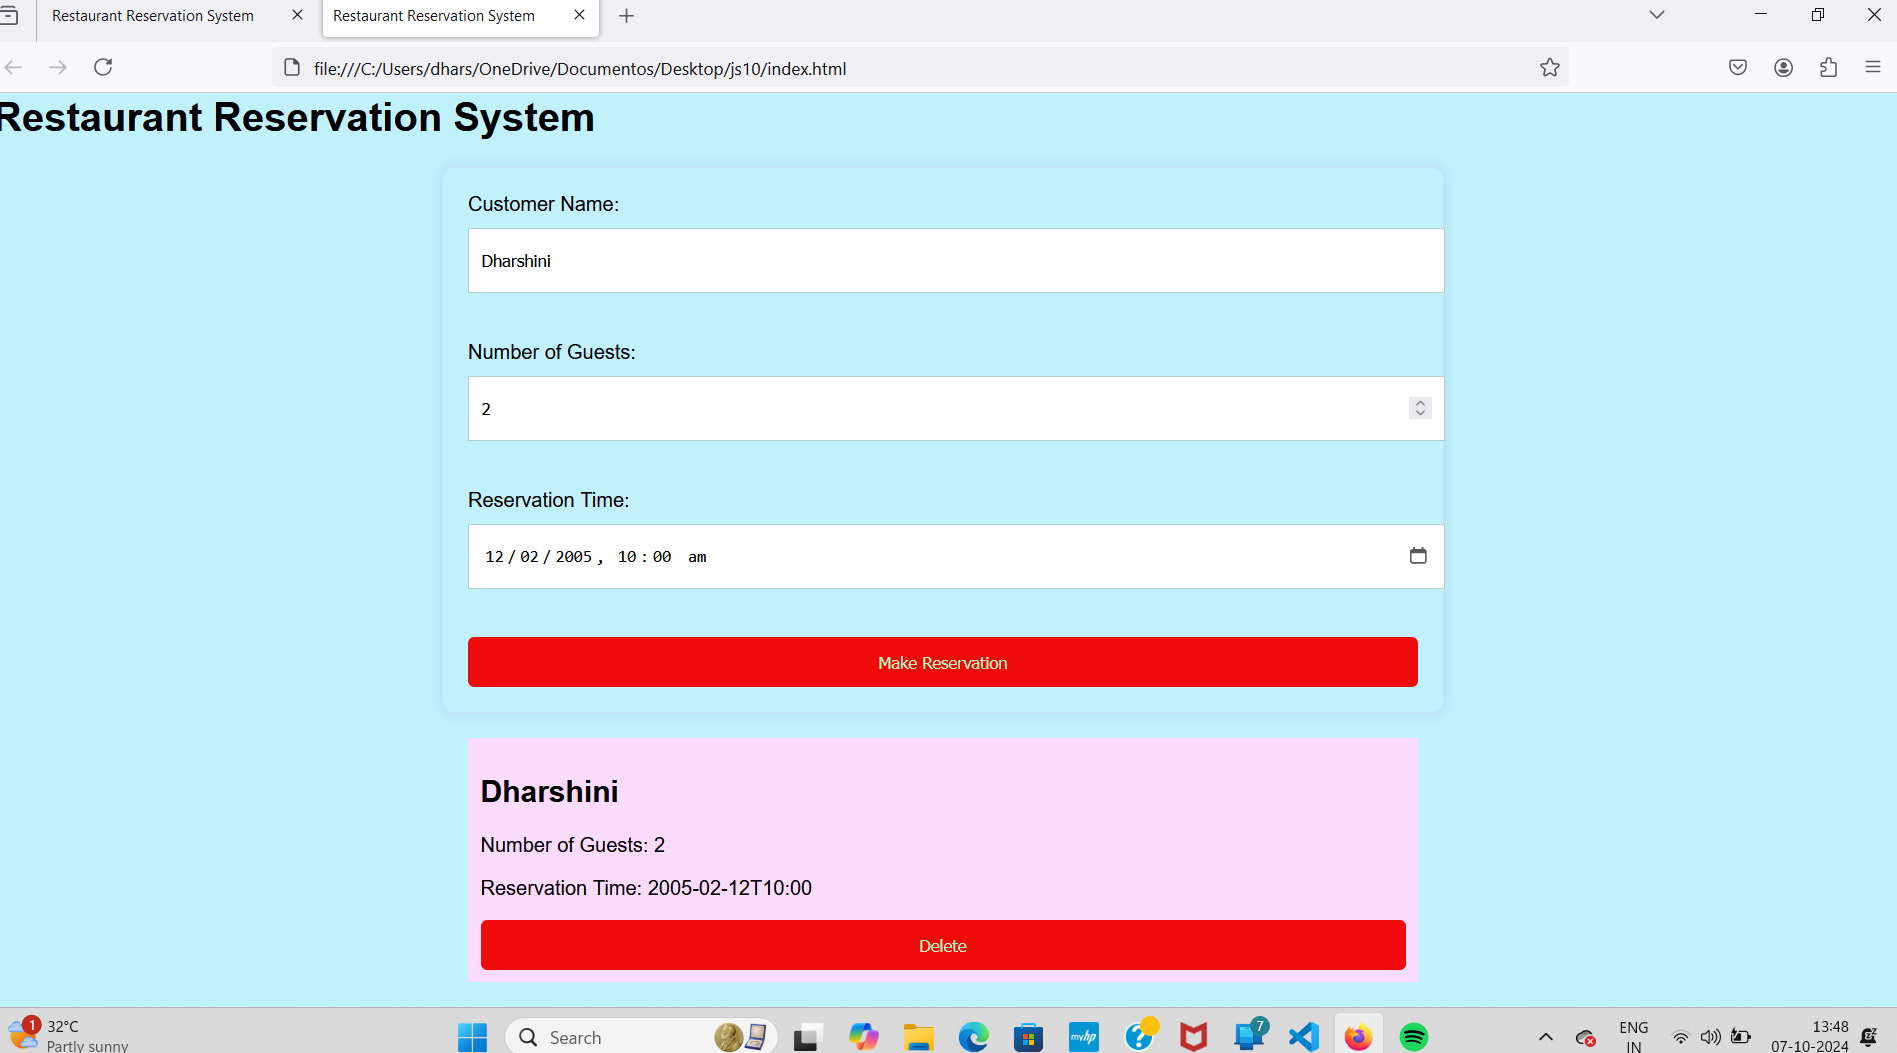 Restaurant Reservation System
Restaurant Reservation System
file:///C:/Users/dhars/OneDrive/Documentos/Desktop/js10/index.html
Restaurant Reservation System
Customer Name:
Dharshini
Number of Guests:
2
Reservation Time:
12/02/2005, 10:00 am
Make Reservation
Dharshini
Number of Guests: 2
Reservation Time: 2005-02-12T10:00
Delete
1
32°C
Partly sunny
Search
myhp
?
7
ENG
IN
13:48
07-10-2024